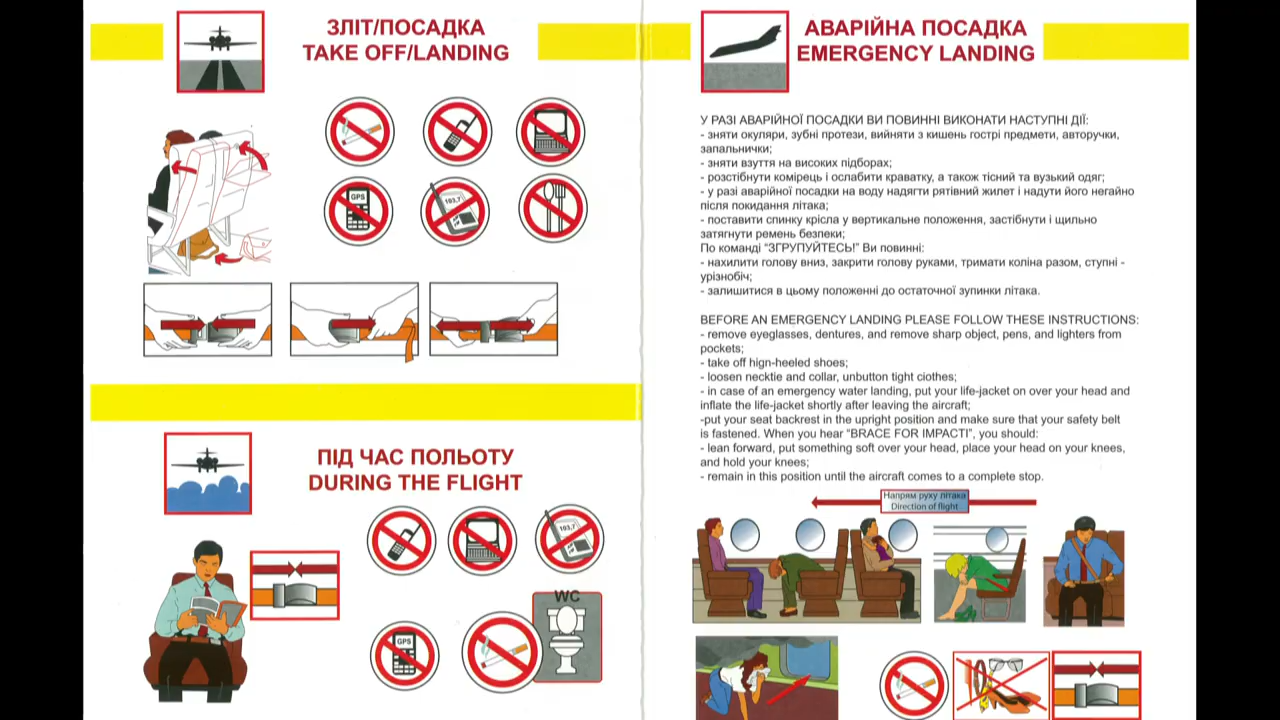 ЗЛІТ/ПОСАДКА
TAKE OFF/LANDING
GPS
103,7
ПІД ЧАС ПОЛЬОТУ
DURING THE FLIGHT
103,7
WC
GPS
АВАРІЙНА ПОСАДКА
EMERGENCY LANDING
У РАЗІ АВАРІЙНОЇ ПОСАДКИ ВИ ПОВИННІ ВИКОНАТИ НАСТУПНІ ДІЇ:
- зняти окуляри, зубні протези, вийняти з кишень гострі предмети, авторучки,
запальнички;
- зняти взуття на високих підборах;
- розстібнути комірець і ослабити краватку, а також тісний та вузький одяг;
- у разі аварійної посадки на воду надягти рятівний жилет і надути його негайно
після покидання літака;
- поставити спинку крісла у вертикальне положення, застібнути і щільно
затягнути ремень безпеки;
По команді “ЗГРУПУЙТЕСЬ!” Ви повинні:
- нахилити голову вниз, закрити голову руками, тримати коліна разом, ступні -
урізнобіч;
- залишитися в цьому положенні до остаточної зупинки літака.
BEFORE AN EMERGENCY LANDING PLEASE FOLLOW THESE INSTRUCTIONS:
- remove eyeglasses, dentures, and remove sharp object, pens, and lighters from
pockets;
- take off hign-heeled shoes;
- loosen necktie and collar, unbutton tight clothes;
- in case of an emergency water landing, put your life-jacket on over your head and
inflate the life-jacket shortly after leaving the aircraft;
-put your seat backrest in the upright position and make sure that your safety belt
is fastened. When you hear “BRACE FOR IMPACTI”, you should:
- lean forward, put something soft over your head, place your head on your knees,
and hold your knees;
- remain in this position until the aircraft comes to a complete stop.
Напрям руху літака
Direction of flight